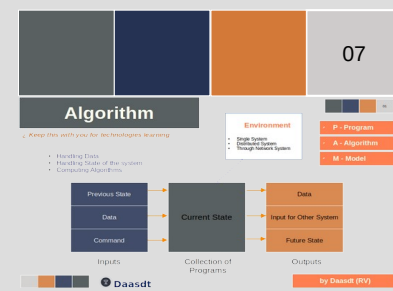 07
Algorithm
Keep this with you for technologies learning
Environment
• Single System
• Distributed System
• Through Network System
• P - Program
• A - Algorithm
• M - Model
• Handling Data
• Handling State of the system
• Computing Algorithms
Previous State
Data
Command
Current State
Data
Input for Other System
Future State
Inputs
Collection of
Programs
Outputs
Daasdt
by Daasdt (RV)